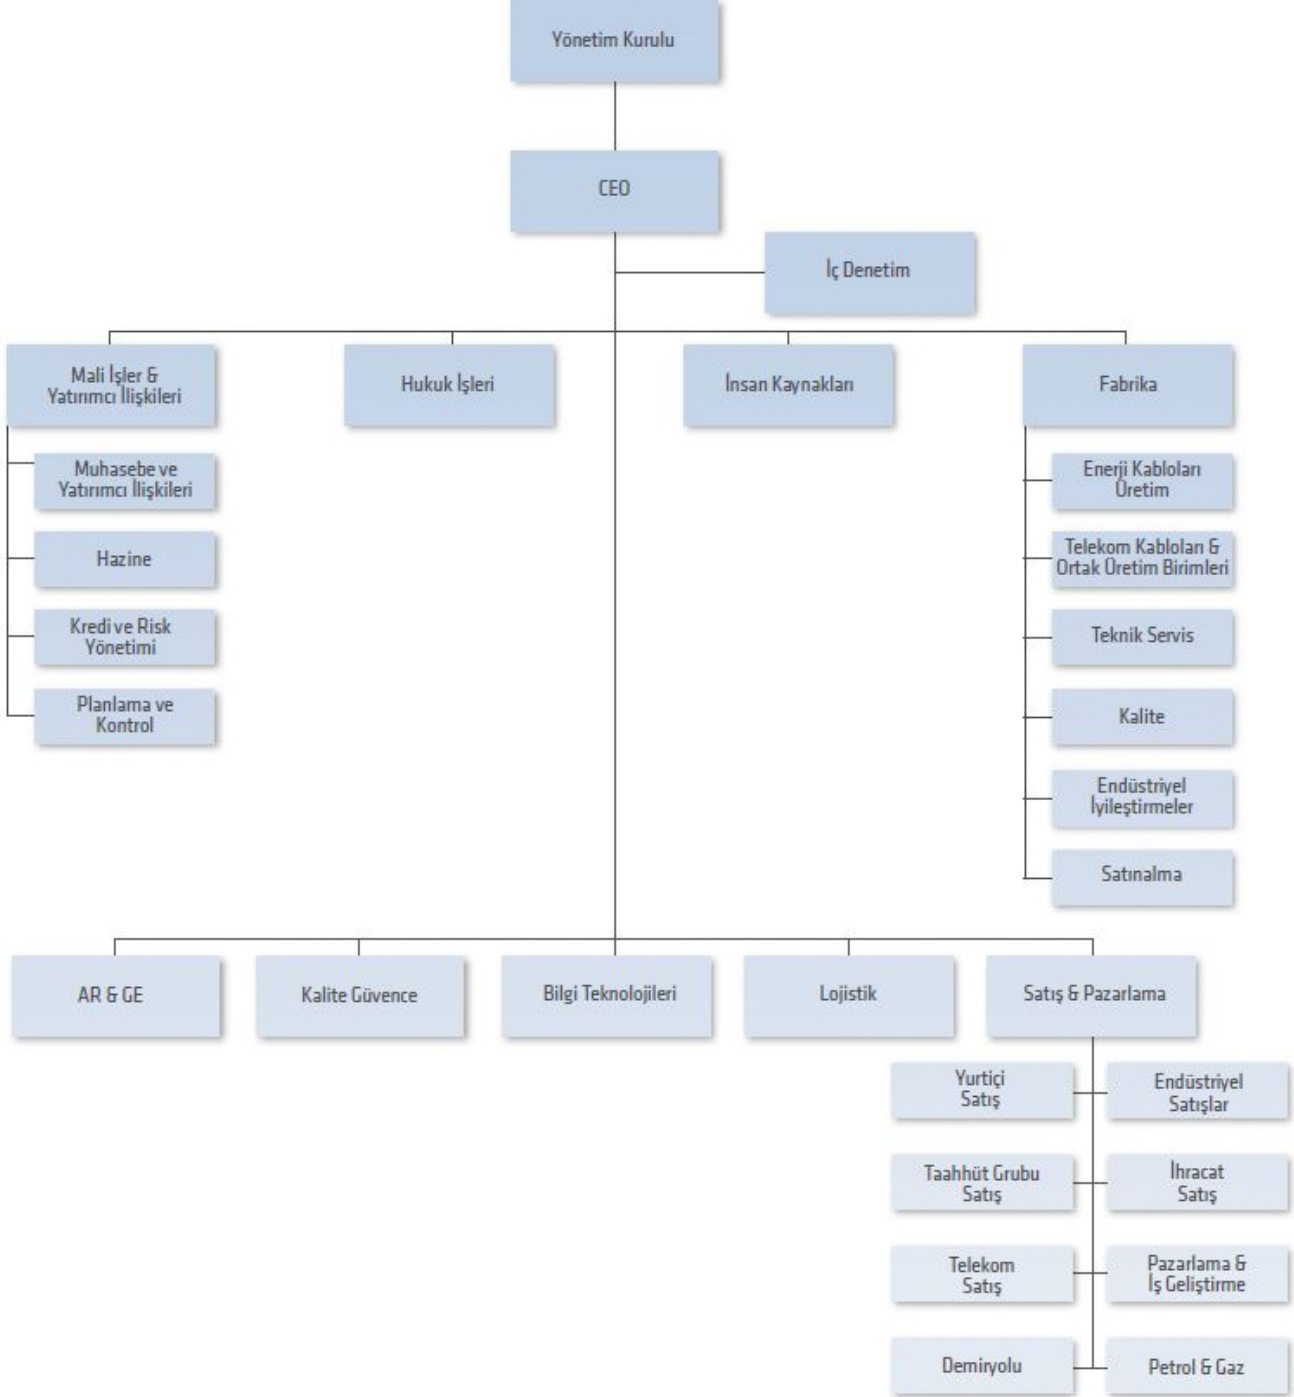 Yönetim Kurulu
CEO
İç Denetim
Mali İşler &
Yatırımcı İlişkileri
Hukuk İşleri
İnsan Kaynakları
Fabrika
Muhasebe ve
Yatırımcı İlişkileri
Hazine
Kredi ve Risk
Yönetimi
Planlama ve
Kontrol
Enerji Kabloları
Üretim
Telekom Kabloları &
Ortak Üretim Birimleri
Teknik Servis
Kalite
Endüstriyel
İyileştirmeler
Satınalma
AR & GE
Kalite Güvence
Bilgi Teknolojileri
Lojistik
Satış & Pazarlama
Yurtiçi
Satış
Endüstriyel
Satışlar
Taahhüt Grubu
Satış
İhracat
Satış
Telekom
Satış
Pazarlama &
İş Geliştirme
Demiryolu
Petrol & Gaz